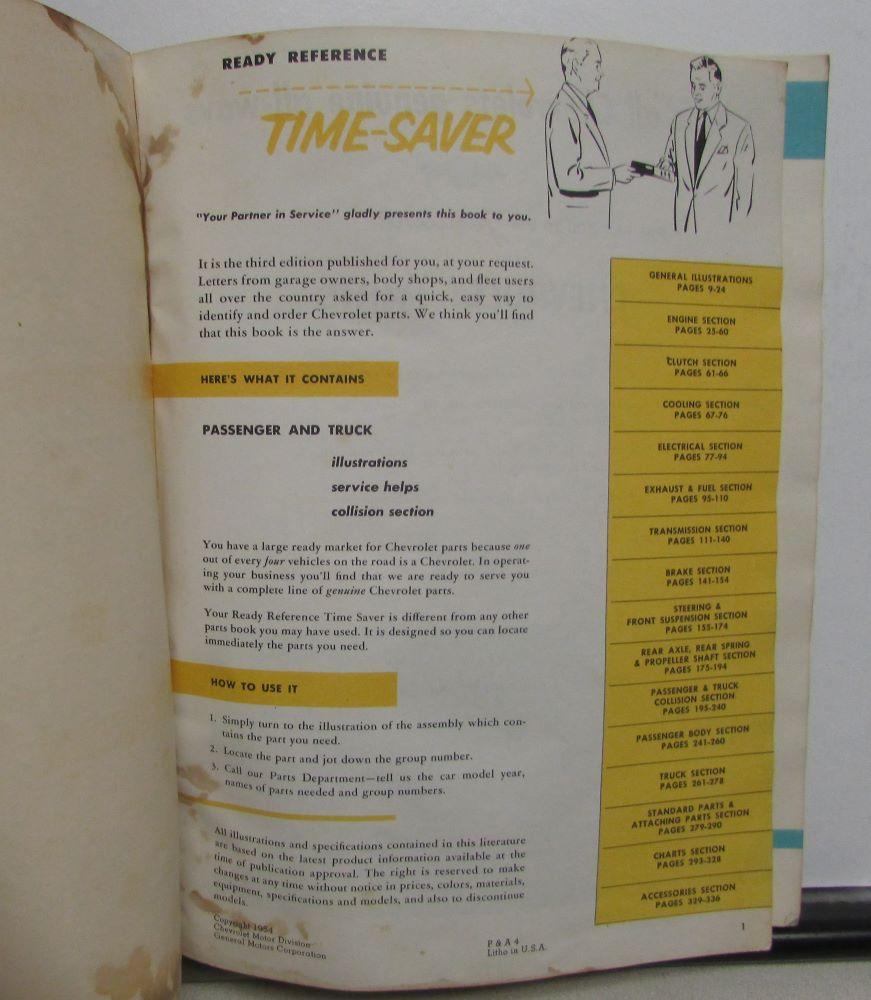 READY REFERENCE
TIME-SAVER
"Your Partner in Service" gladly presents this book to you.
It is the third edition published for you, at your request.
Letters from garage owners, body shops, and fleet users
all over the country asked for a quick, easy way to
identify and order Chevrolet parts. We think you'll find
that this book is the answer.
HERE'S WHAT IT CONTAINS
PASSENGER AND TRUCK
illustrations
service helps
collision section
You have a large ready market for Chevrolet parts because one
out of every four vehicles on the road is a Chevrolet. In operat-
ing your business you'll find that we are ready to serve you
with a complete line of genuine Chevrolet parts.
Your Ready Reference Time Saver is different from any other
parts book you may have used. It is designed so you can locate
immediately the parts you need.
HOW TO USE IT
1. Simply turn to the illustration of the assembly which con-
tains the part you need.
2. Locate the part and jot down the group number.
3. Call our Parts Department—tell us the car model year,
names of parts needed and group numbers.
All illustrations and specifications contained in this literature
are based on the latest product information available at the
time of publication approval. The right is reserved to make
changes at any time without notice in prices, colors, materials,
equipment, specifications and models, and also to discontinue
models.
Copyright 1954
Chevrolet Motor Division
General Motors Corporation
P & A 4
Litho in U.S.A.
GENERAL ILLUSTRATIONS
PAGES 9-24
ENGINE SECTION
PAGES 25-60
CLUTCH SECTION
PAGES 61-66
COOLING SECTION
PAGES 67-76
ELECTRICAL SECTION
PAGES 77-94
EXHAUST & FUEL SECTION
PAGES 95-110
TRANSMISSION SECTION
PAGES 111-140
BRAKE SECTION
PAGES 141-154
STEERING &
FRONT SUSPENSION SECTION
PAGES 155-174
REAR AXLE, REAR SPRING
& PROPELLER SHAFT SECTION
PAGES 175-194
PASSENGER & TRUCK
COLLISION SECTION
PAGES 195-240
PASSENGER BODY SECTION
PAGES 241-260
TRUCK SECTION
PAGES 261-278
STANDARD PARTS &
ATTACHING PARTS SECTION
PAGES 279-290
CHARTS SECTION
PAGES 293-328
ACCESSORIES SECTION
PAGES 329-336
1